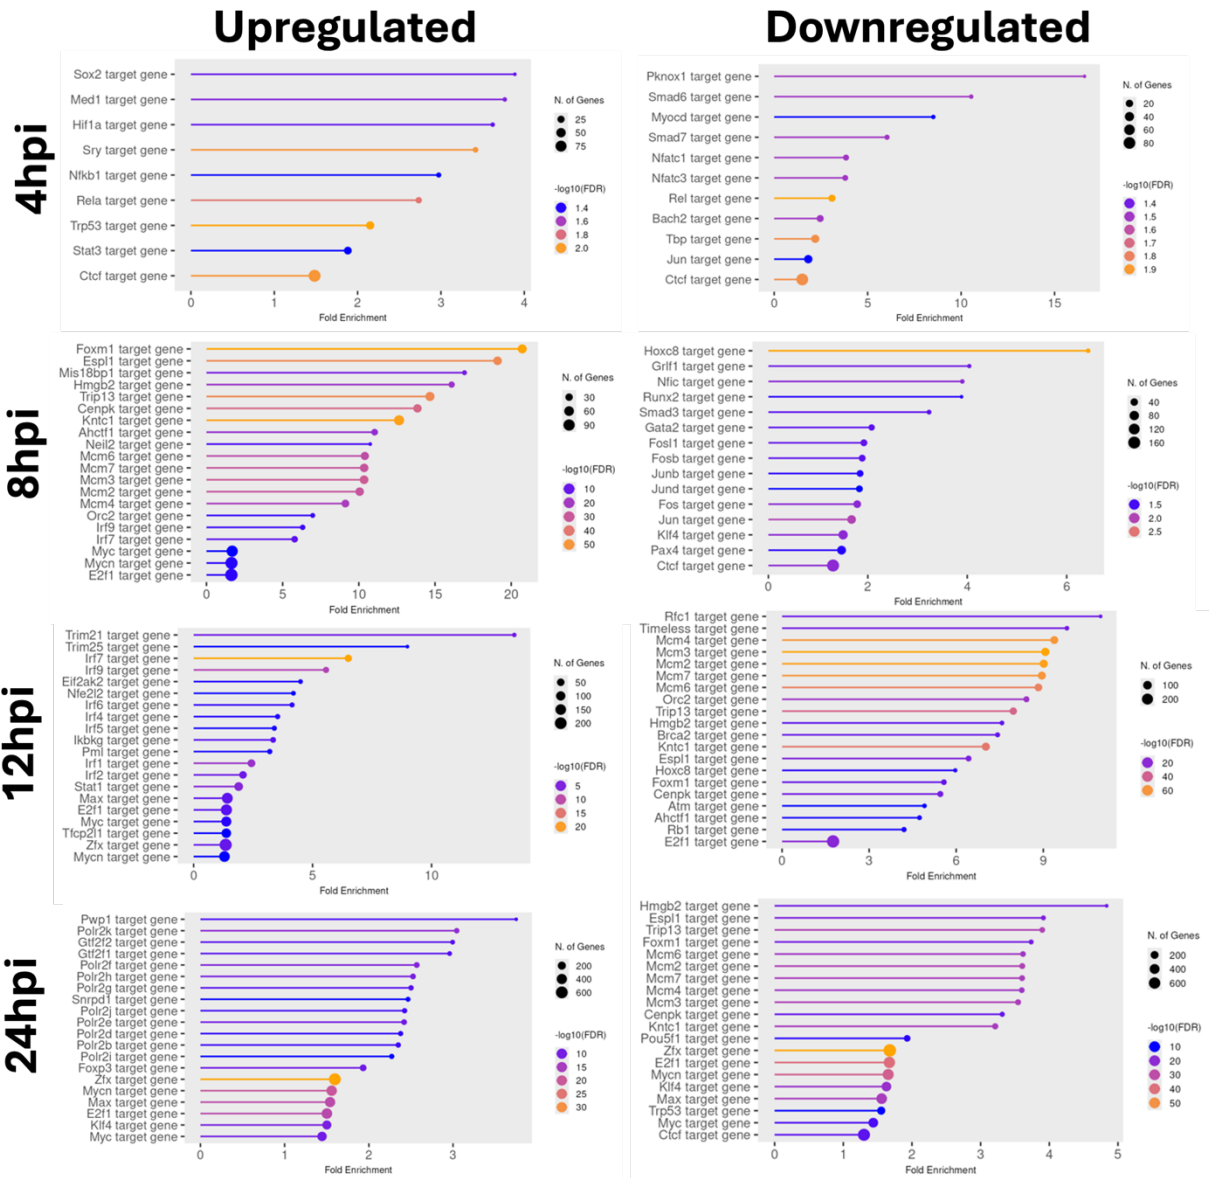 Upregulated
Downregulated
4hpi
Sox2 target gene
Med1 target gene
Hif1a target gene
Sry target gene
Nfkb1 target gene
Rela target gene
Trp53 target gene
Stat3 target gene
Ctcf target gene
0 1 2 3 4
Fold Enrichment
N. of Genes
25
50
75
-log10(FDR)
1.4
1.6
1.8
2.0
Pknox1 target gene
Smad6 target gene
Myocd target gene
Smad7 target gene
Nfatc1 target gene
Nfatc3 target gene
Rel target gene
Bach2 target gene
Tbp target gene
Jun target gene
Ctcf target gene
0 5 10 15
Fold Enrichment
N. of Genes
20
40
60
80
-log10(FDR)
1.4
1.5
1.6
1.7
1.8
1.9
8hpi
Foxm1 target gene
Espl1 target gene
Mis18bp1 target gene
Hmgb2 target gene
Trip13 target gene
Cenpk target gene
Kntc1 target gene
Ahctf1 target gene
Neil2 target gene
Mcm6 target gene
Mcm7 target gene
Mcm3 target gene
Mcm2 target gene
Mcm4 target gene
Orc2 target gene
Irf9 target gene
Irf7 target gene
Myc target gene
Mycn target gene
E2f1 target gene
0 5 10 15 20
Fold Enrichment
N. of Genes
30
60
90
-log10(FDR)
10
20
30
40
50
Hoxc8 target gene
Grlf1 target gene
Nfic target gene
Runx2 target gene
Smad3 target gene
Gata2 target gene
Fosl1 target gene
Fosb target gene
Junb target gene
Jund target gene
Fos target gene
Jun target gene
Klf4 target gene
Pax4 target gene
Ctcf target gene
0 2 4 6
Fold Enrichment
N. of Genes
40
80
120
160
-log10(FDR)
1.5
2.0
2.5
12hpi
Trim21 target gene
Trim25 target gene
Irf7 target gene
Irf9 target gene
Eif2ak2 target gene
Nfe2l2 target gene
Irf6 target gene
Irf4 target gene
Irf5 target gene
Ikbkg target gene
Pml target gene
Irf1 target gene
Irf2 target gene
Stat1 target gene
Max target gene
E2f1 target gene
Myc target gene
Tfcp2l1 target gene
Zfx target gene
Mycn target gene
0 5 10
Fold Enrichment
N. of Genes
50
100
150
200
-log10(FDR)
5
10
15
20
Rfc1 target gene
Timeless target gene
Mcm4 target gene
Mcm3 target gene
Mcm2 target gene
Mcm7 target gene
Mcm6 target gene
Orc2 target gene
Trip13 target gene
Hmgb2 target gene
Brca2 target gene
Kntc1 target gene
Espl1 target gene
Hoxc8 target gene
Foxm1 target gene
Cenpk target gene
Atm target gene
Ahctf1 target gene
Rb1 target gene
E2f1 target gene
0 3 6 9
Fold Enrichment
N. of Genes
100
200
-log10(FDR)
20
40
60
24hpi
Pwp1 target gene
Polr2k target gene
Gtf2f2 target gene
Gtf2f1 target gene
Polr2f target gene
Polr2h target gene
Polr2g target gene
Snrpd1 target gene
Polr2j target gene
Polr2e target gene
Polr2d target gene
Polr2b target gene
Polr2i target gene
Foxp3 target gene
Zfx target gene
Mycn target gene
Max target gene
E2f1 target gene
Klf4 target gene
Myc target gene
0 1 2 3
Fold Enrichment
N. of Genes
200
400
600
-log10(FDR)
10
15
20
25
30
Hmgb2 target gene
Espl1 target gene
Trip13 target gene
Foxm1 target gene
Mcm6 target gene
Mcm2 target gene
Mcm7 target gene
Mcm4 target gene
Mcm3 target gene
Cenpk target gene
Kntc1 target gene
Pou5f1 target gene
Zfx target gene
E2f1 target gene
Mycn target gene
Klf4 target gene
Max target gene
Trp53 target gene
Myc target gene
Ctcf target gene
0 1 2 3 4 5
Fold Enrichment
N. of Genes
200
400
600
-log10(FDR)
10
20
30
40
50